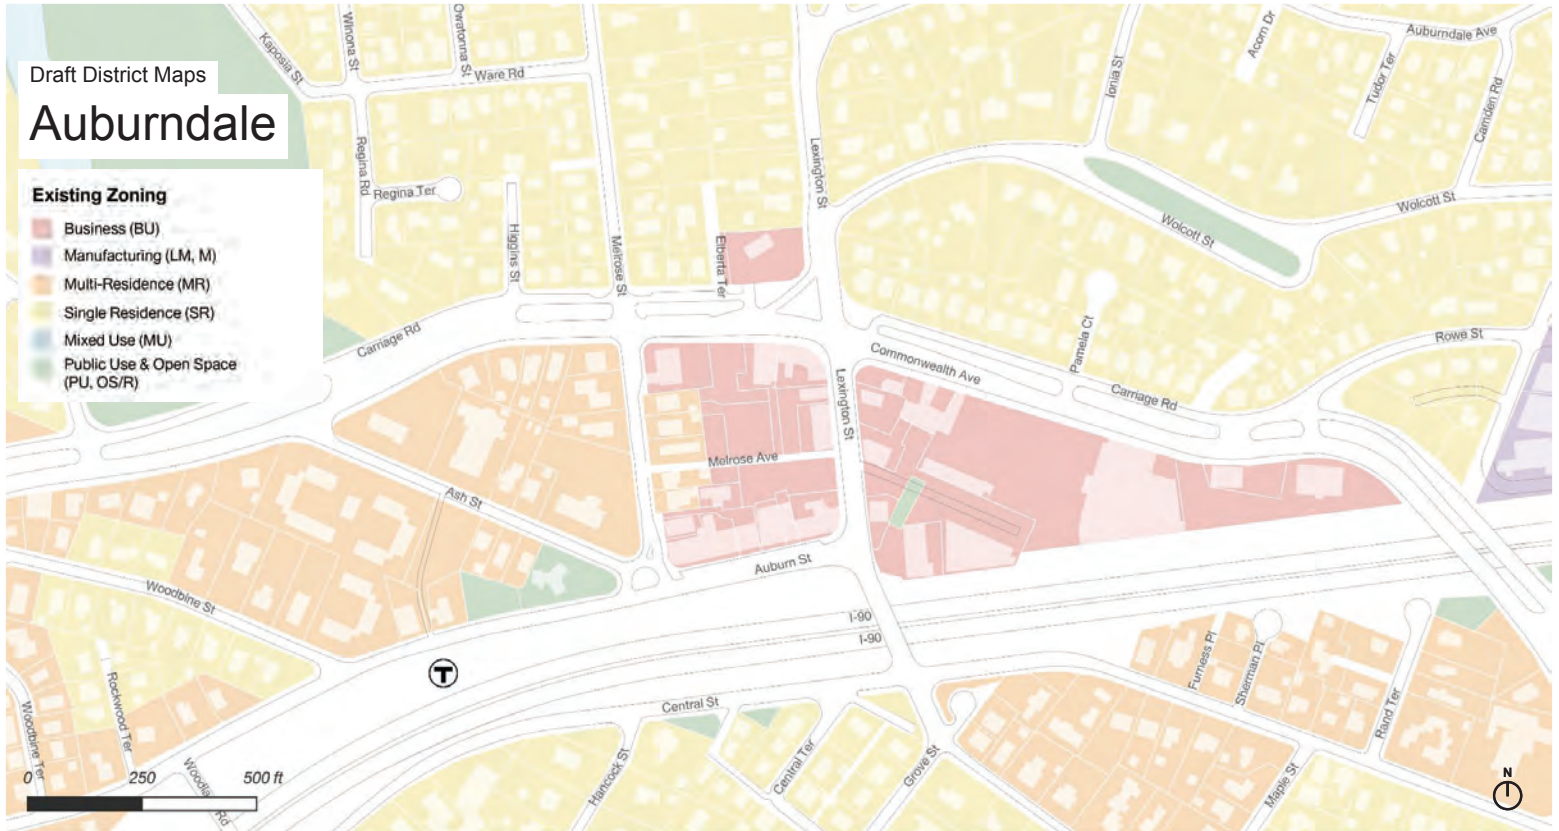 Draft District Maps
Auburndale
Existing Zoning
Business (BU)
Manufacturing (LM, M)
Multi-Residence (MR)
Single Residence (SR)
Mixed Use (MU)
Public Use & Open Space
(PU, OS/R)
Kaposia St
Winona St
Owatonna St
Ware Rd
Regina Rd
Regina Ter
Higgins St
Melrose St
Elberta Ter
Lexington St
Ionia St
Acorn Dr
Auburndale Ave
Tudor Ter
Camden Rd
Wolcott St
Wolcott St
Carriage Rd
Commonwealth Ave
Pamela Ct
Carriage Rd
Rowe St
Lexington St
Melrose Ave
Ash St
Auburn St
Woodbine St
I-90
I-90
T
Central St
Furness Pl
Sherman Pl
Rand Ter
Rockwood Ter
Woodbine Ter
Woodland Rd
Hancock St
Central Ter
Grove St
Maple St
0 250 500 ft
N